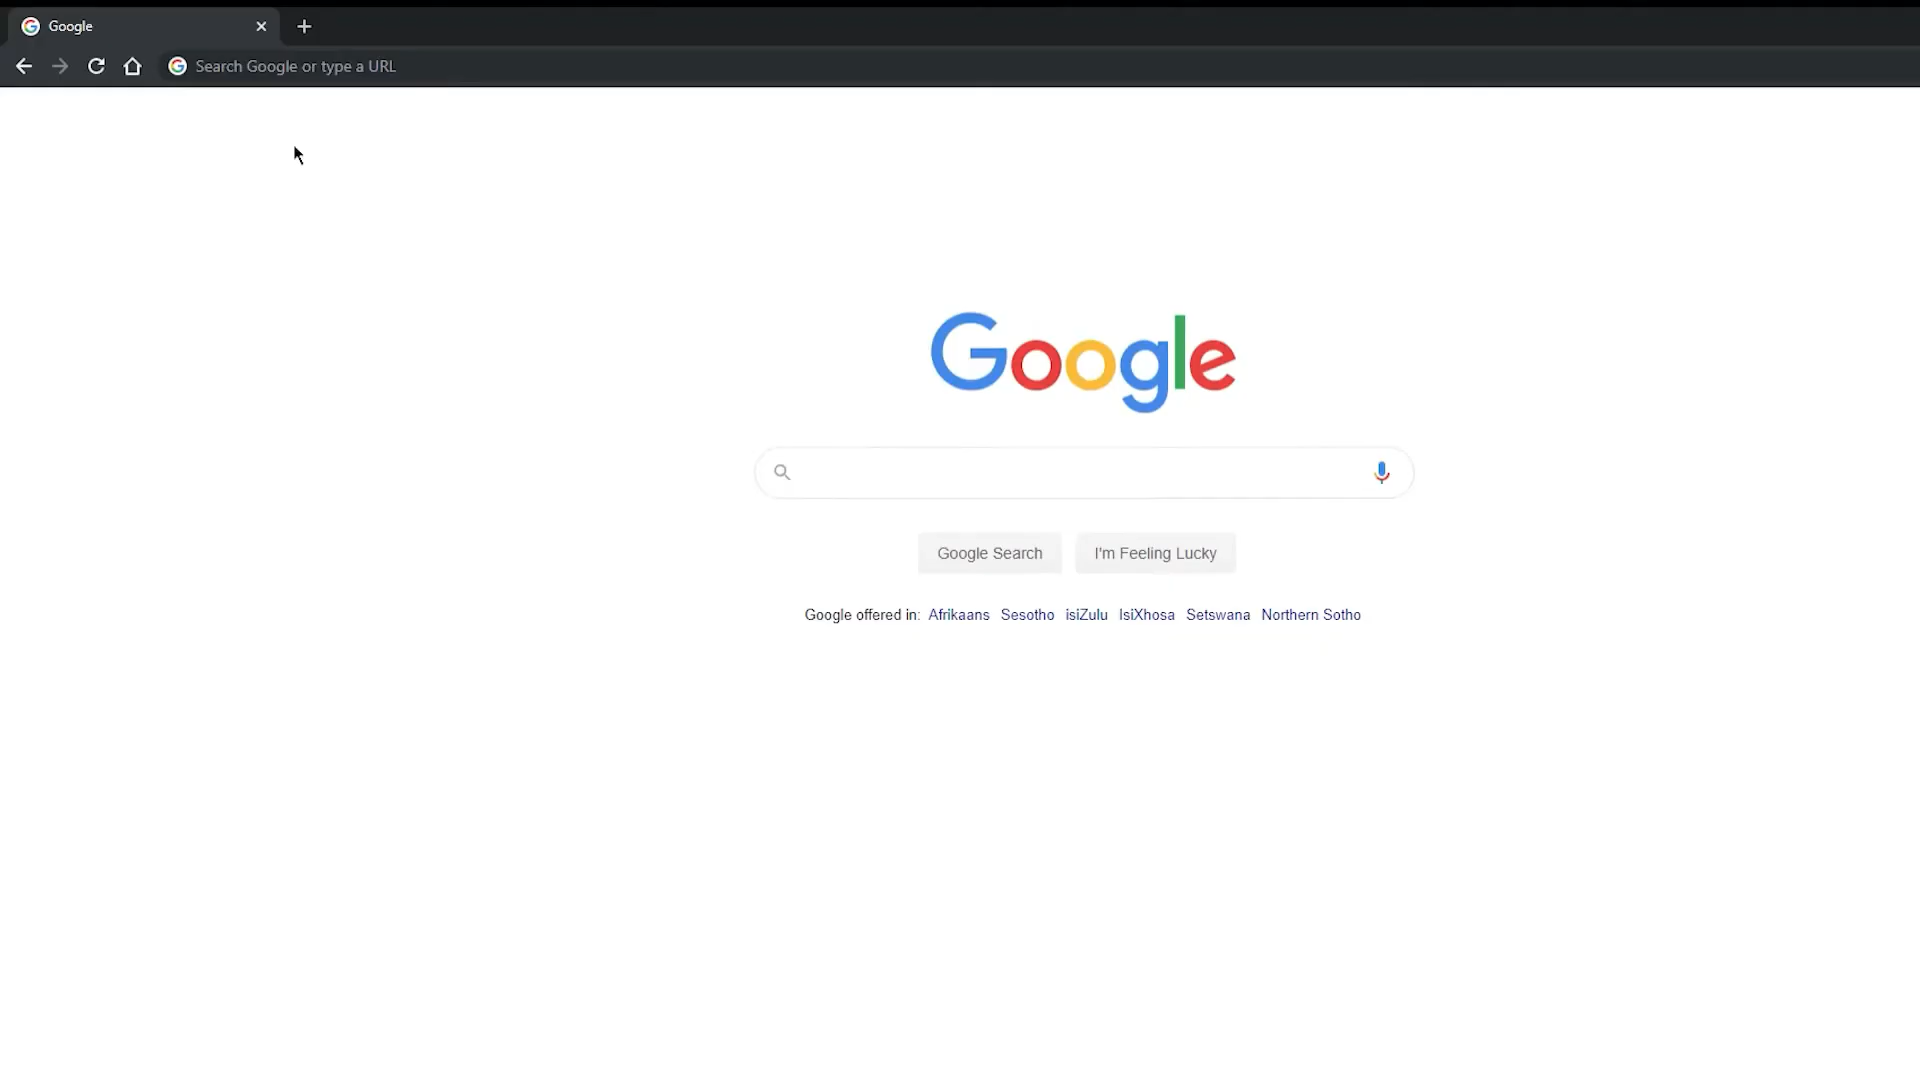 Google
Search Google or type a URL
Google
Google Search
I'm Feeling Lucky
Google offered in: Afrikaans Sesotho isiZulu IsiXhosa Setswana Northern Sotho